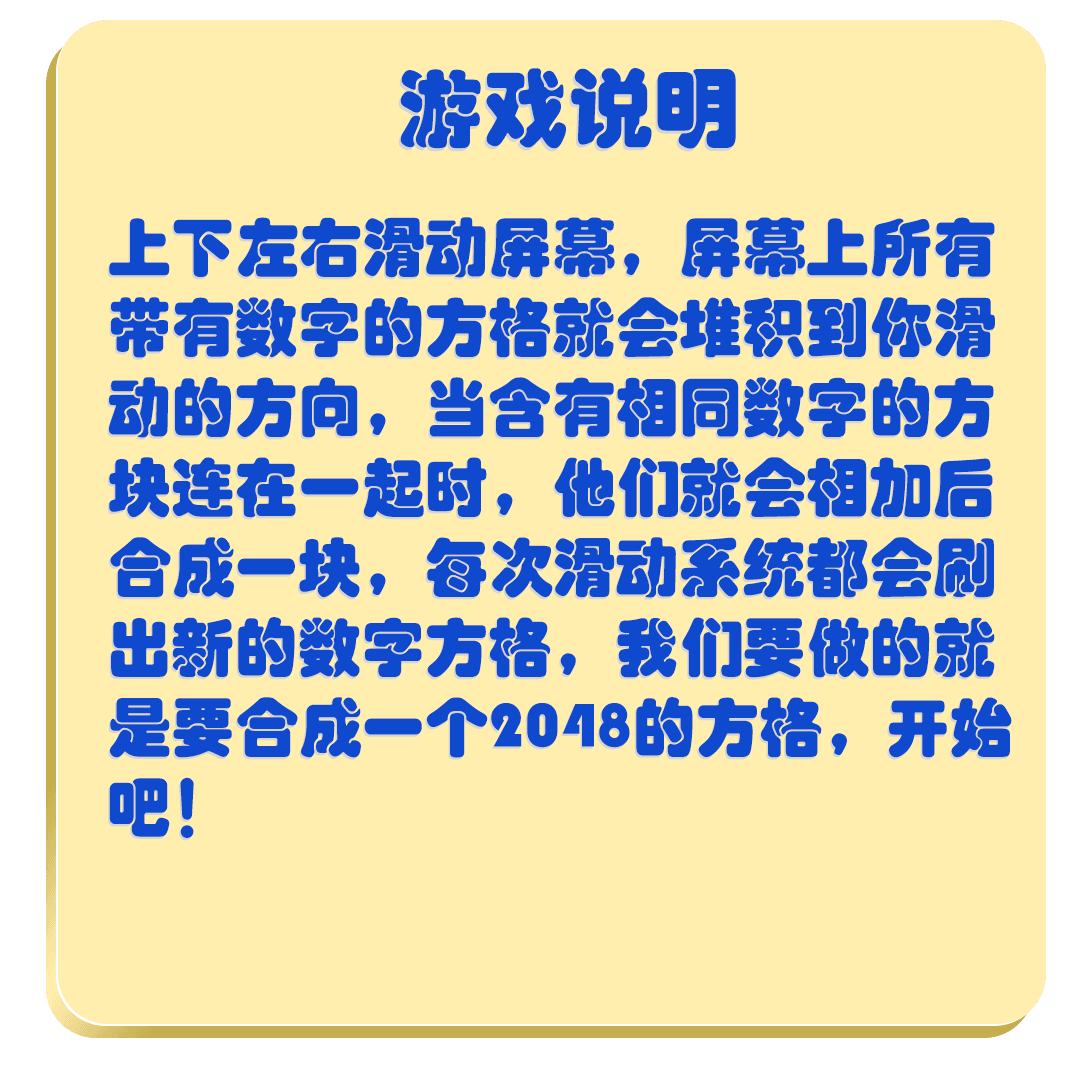 游戏说明
上下左右滑动屏幕，屏幕上所有
带有数字的方格就会堆积到你滑
动的方向，当含有相同数字的方
块连在一起时，他们就会相加后
合成一块，每次滑动系统都会刷
出新的数字方格，我们要做的就
是要合成一个2048的方格，开始
吧！